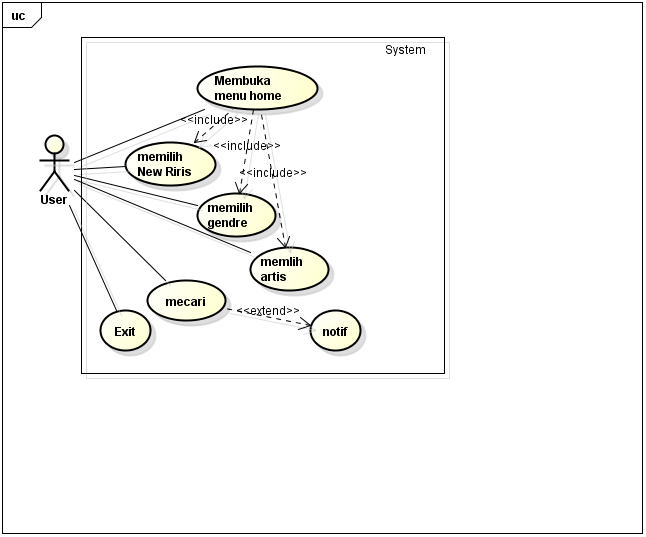 uc
System
Membuka
menu home
<<include>>
<<include>>
<<include>>
memilih
New Riris
User
memilih
gendre
memlih
artis
mecari
<<extend>>
Exit
notif